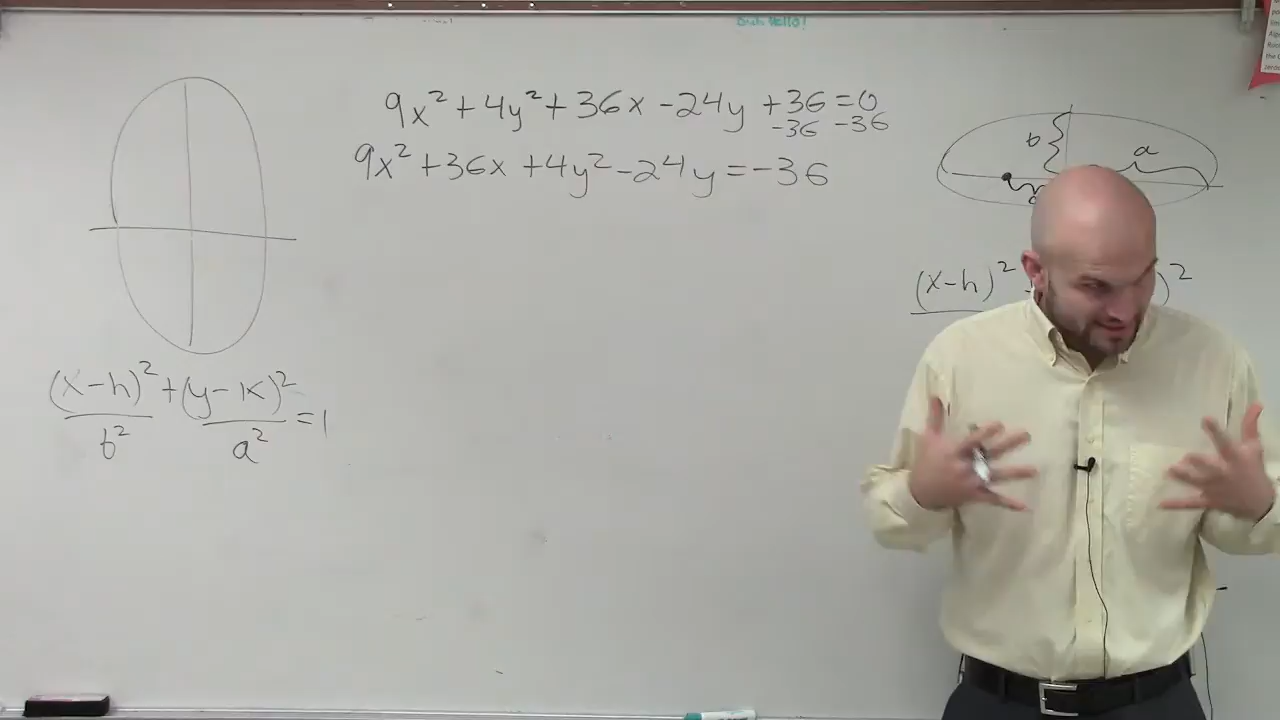 9x² + 4y² + 36x - 24y + 36 = 0
-36 -36
9x² + 36x + 4y² - 24y = -36
b
a
(x-h)²
)²
(x-h)² + (y-k)² = 1
b² a²